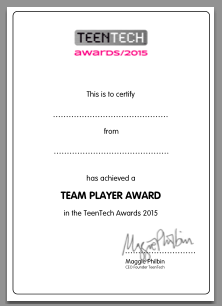 TEENTECH
awards/2015
This is to certify
............................................
from
............................................
has achieved a
TEAM PLAYER AWARD
in the TeenTech Awards 2015
Maggie Philbin
............................
Maggie Philbin
CEO Founder TeenTech